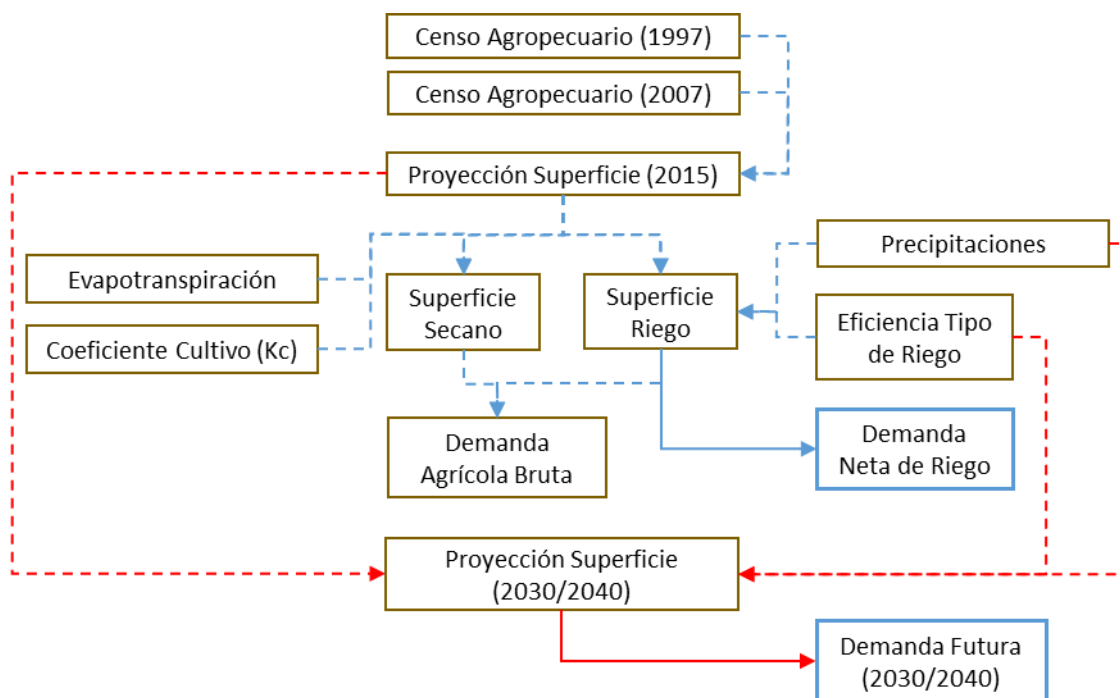 Censo Agropecuario (1997)
Censo Agropecuario (2007)
Proyección Superficie (2015)
Precipitaciones
Evapotranspiración
Superficie
Secano
Superficie
Riego
Eficiencia Tipo
de Riego
Coeficiente Cultivo (Kc)
Demanda
Agrícola Bruta
Demanda
Neta de Riego
Proyección Superficie
(2030/2040)
Demanda Futura
(2030/2040)